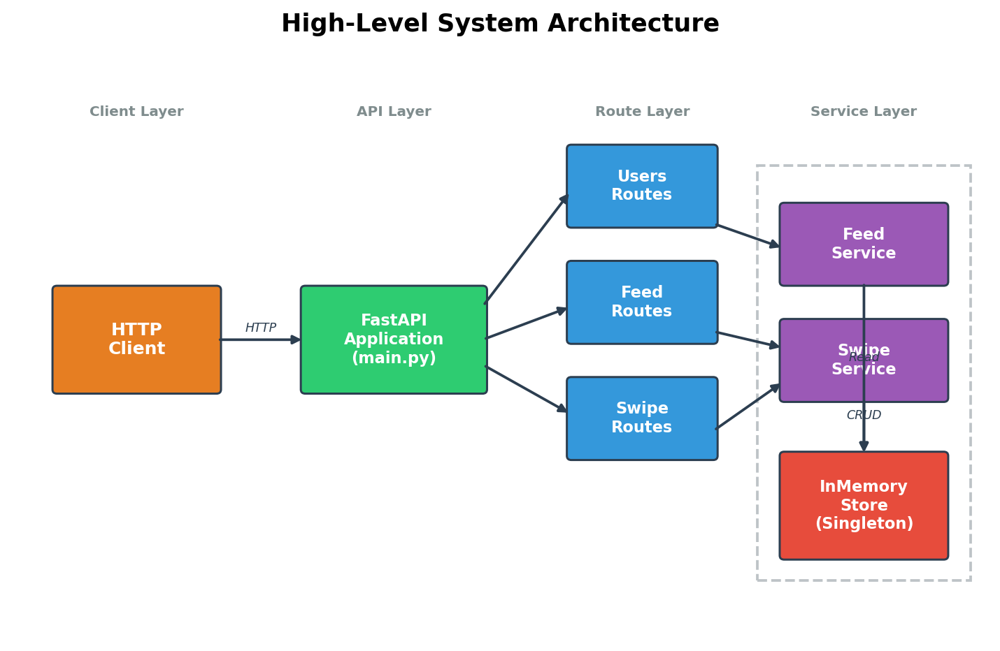 High-Level System Architecture
Client Layer
API Layer
Route Layer
Service Layer
HTTP
Client
HTTP
FastAPI
Application
(main.py)
Users
Routes
Feed
Routes
Swipe
Routes
Feed
Service
Swipe
Service
Read
CRUD
InMemory
Store
(Singleton)